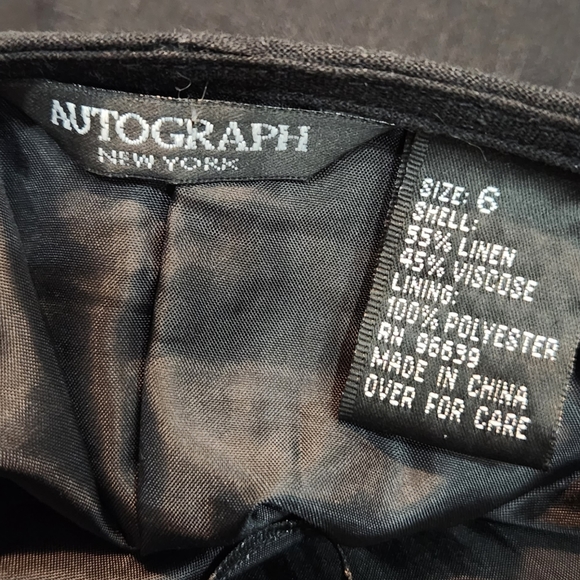 AUTOGRAPH
NEW YORK
SIZE: 6
SHELL:
55% LINEN
45% VISCOSE
LINING:
100% POLYESTER
RN 96639
MADE IN CHINA
OVER FOR CARE